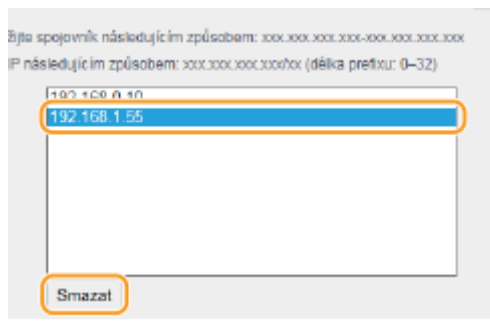 žijte spojovník následujícím způsobem: xxx.xxx.xxx.xxx-xxx.xxx.xxx.xxx
IP následujícím způsobem: xxx.xxx.xxx.xxx/xx (délka prefixu: 0–32)
192.168.0.10
192.168.1.55
Smazat